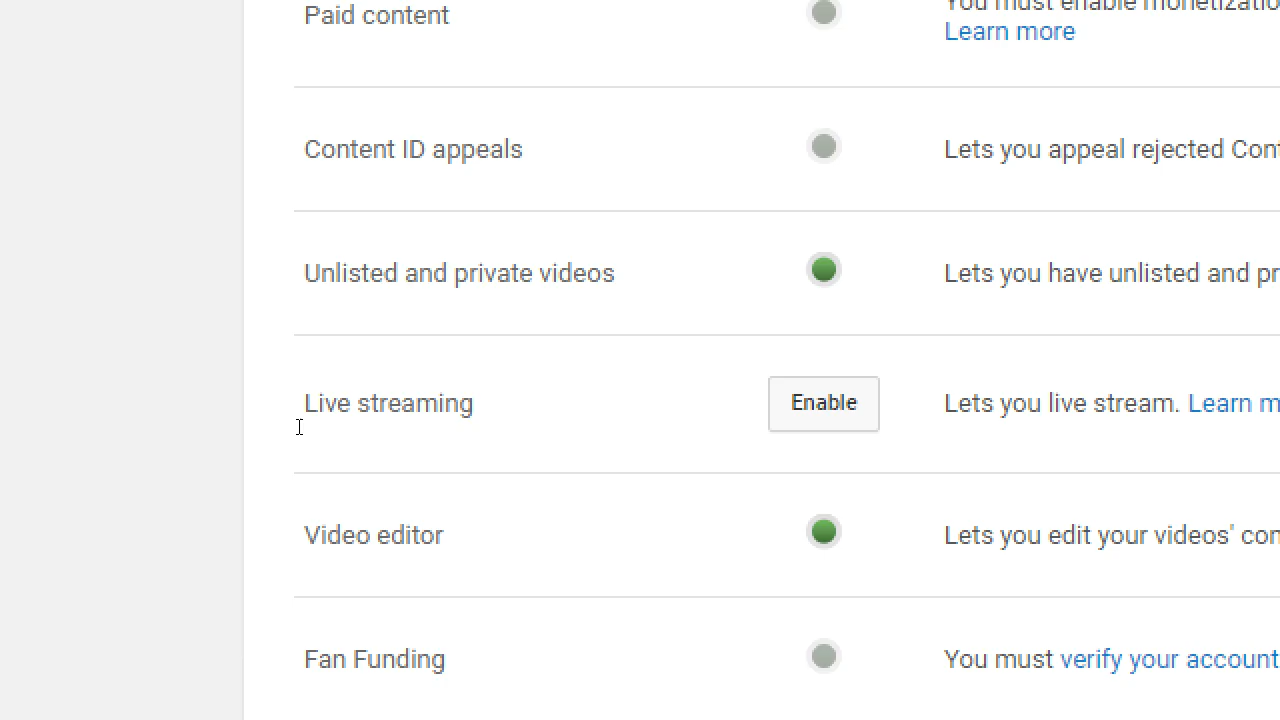 Paid content
You must enable monetizatio
Learn more
Content ID appeals
Lets you appeal rejected Con
Unlisted and private videos
Lets you have unlisted and pr
Live streaming
Enable
Lets you live stream. Learn m
Video editor
Lets you edit your videos' con
Fan Funding
You must verify your account